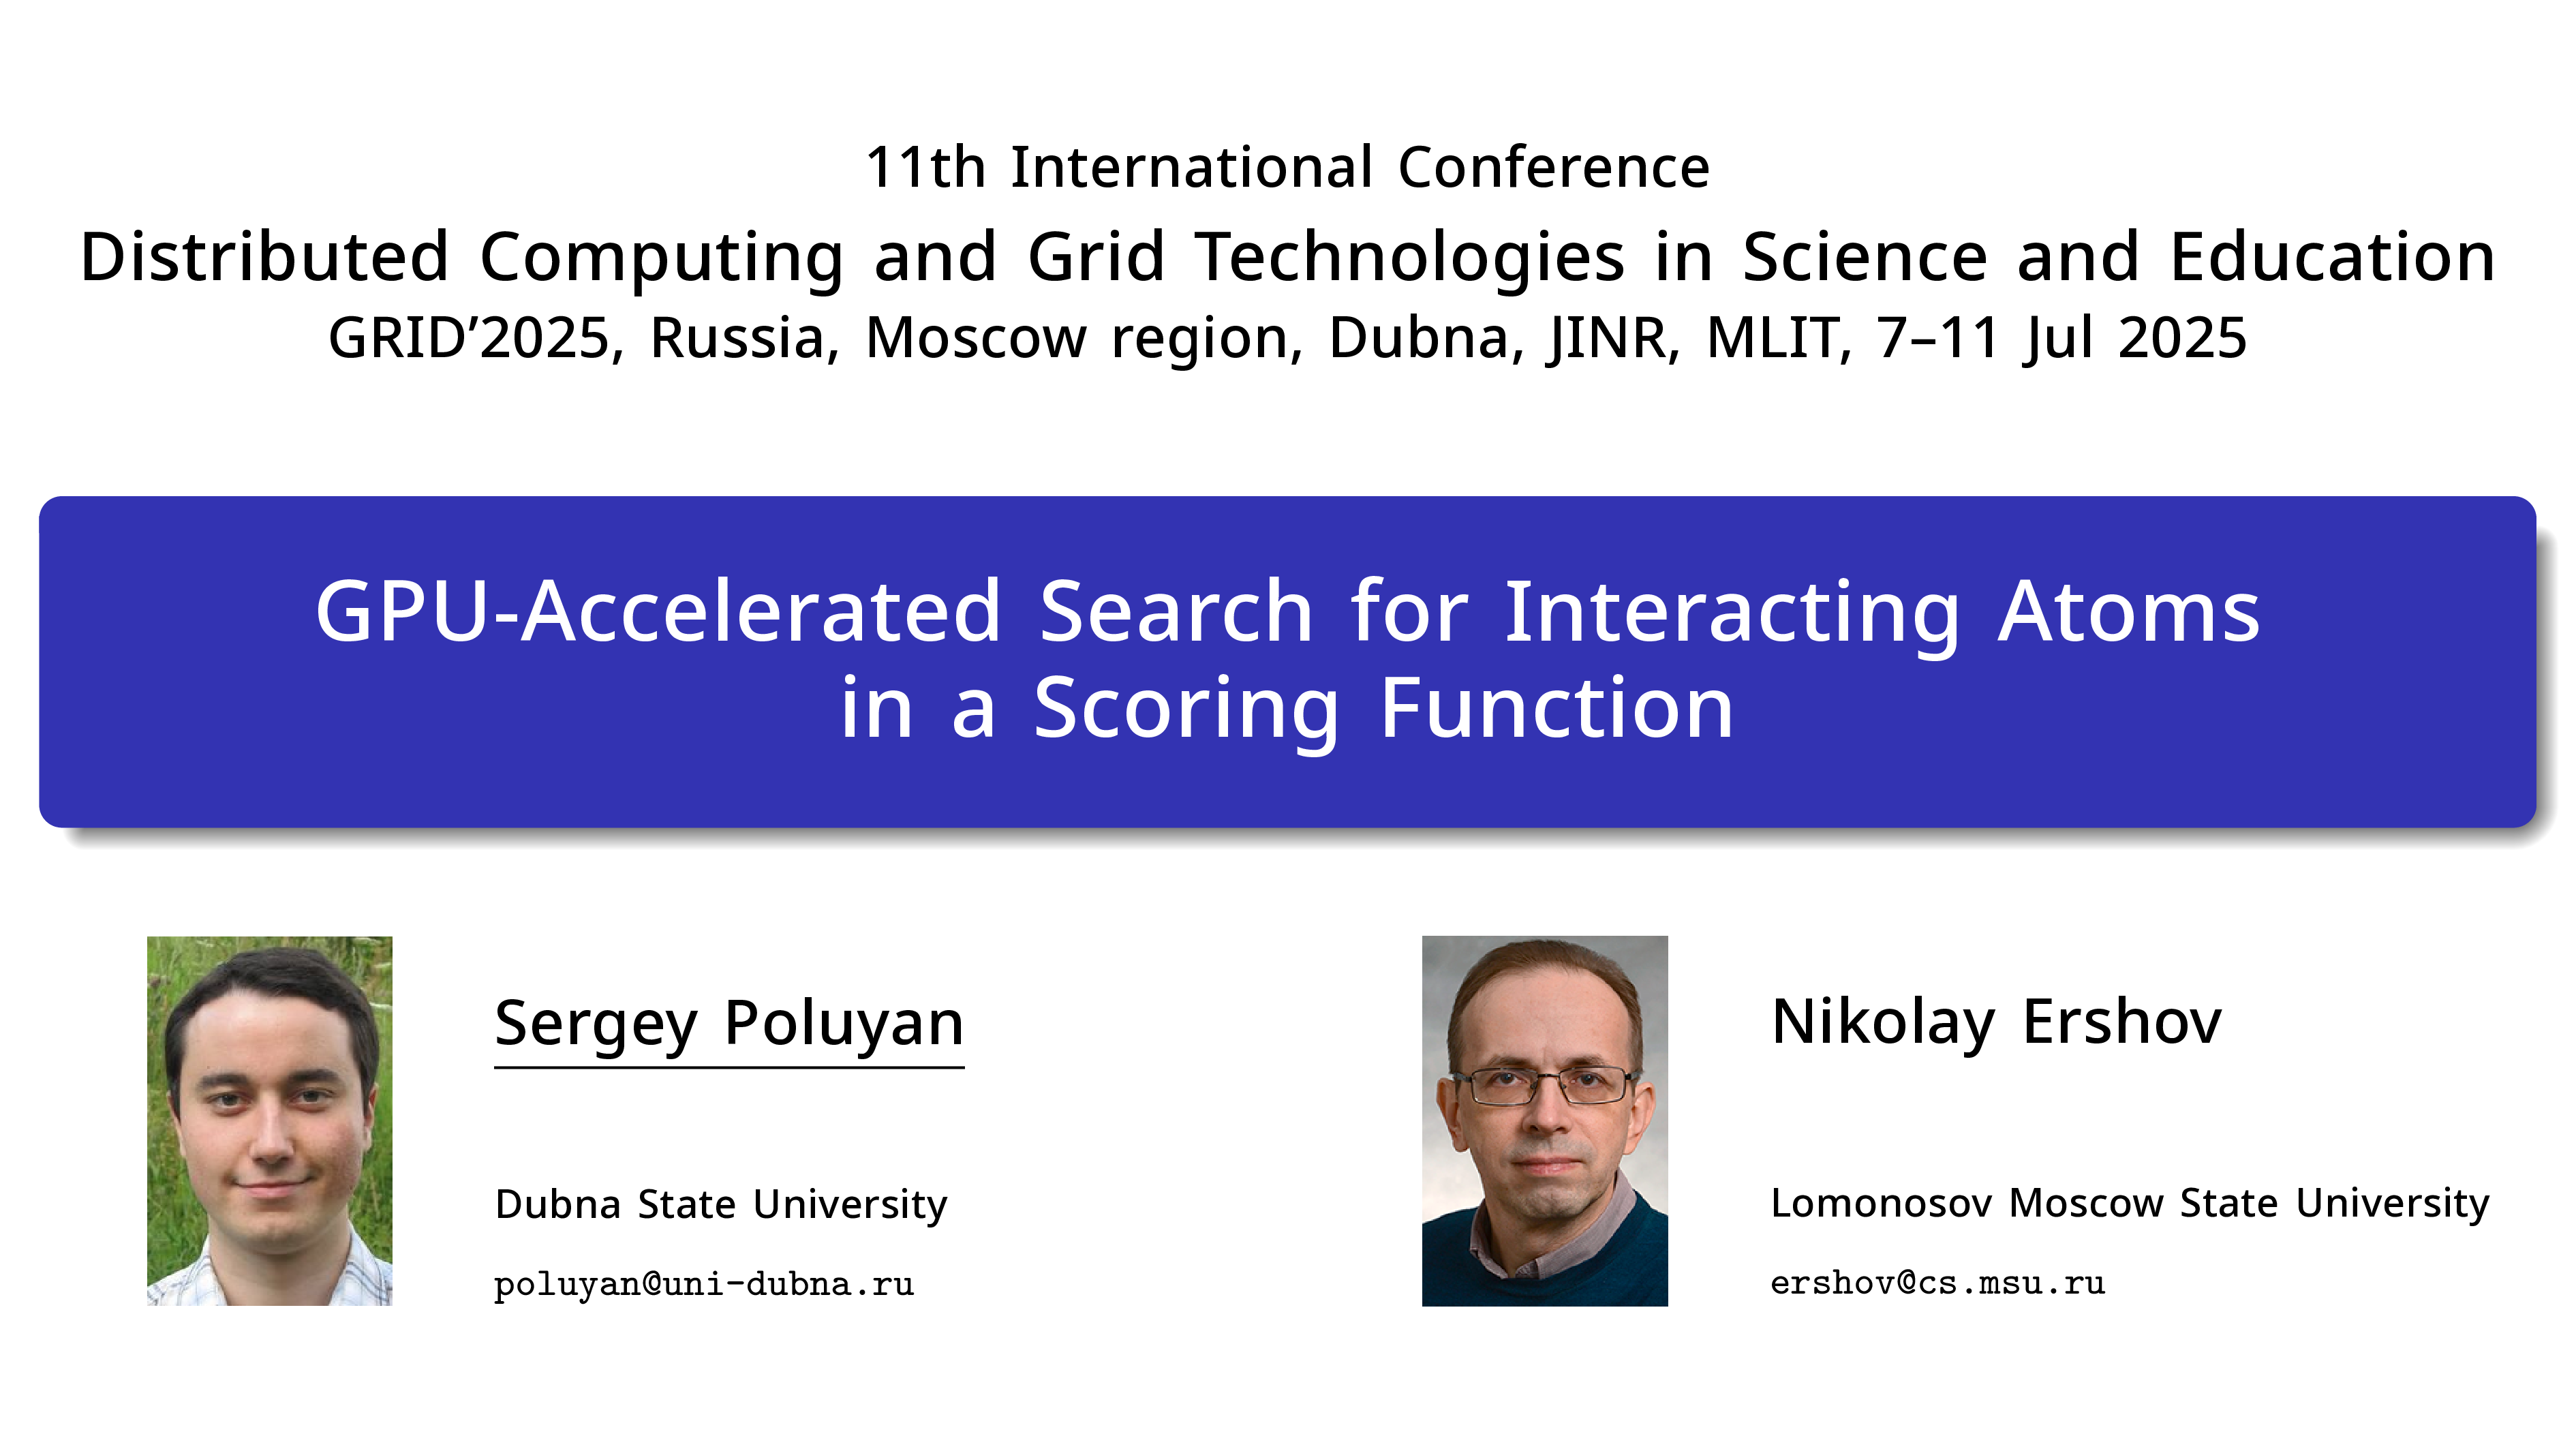 11th International Conference
Distributed Computing and Grid Technologies in Science and Education
GRID’2025, Russia, Moscow region, Dubna, JINR, MLIT, 7–11 Jul 2025
GPU-Accelerated Search for Interacting Atoms
in a Scoring Function
Sergey Poluyan
Dubna State University
poluyan@uni-dubna.ru
Nikolay Ershov
Lomonosov Moscow State University
ershov@cs.msu.ru